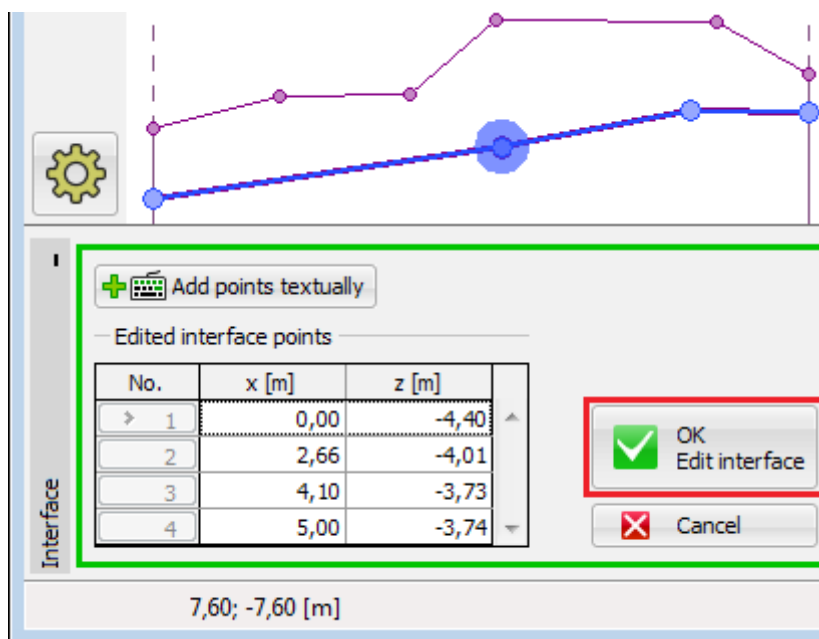 Add points textually
Edited interface points
No. x [m] z [m]
1 0,00 -4,40
2 2,66 -4,01
3 4,10 -3,73
4 5,00 -3,74
OK
Edit interface
Cancel
Interface
7,60; -7,60 [m]